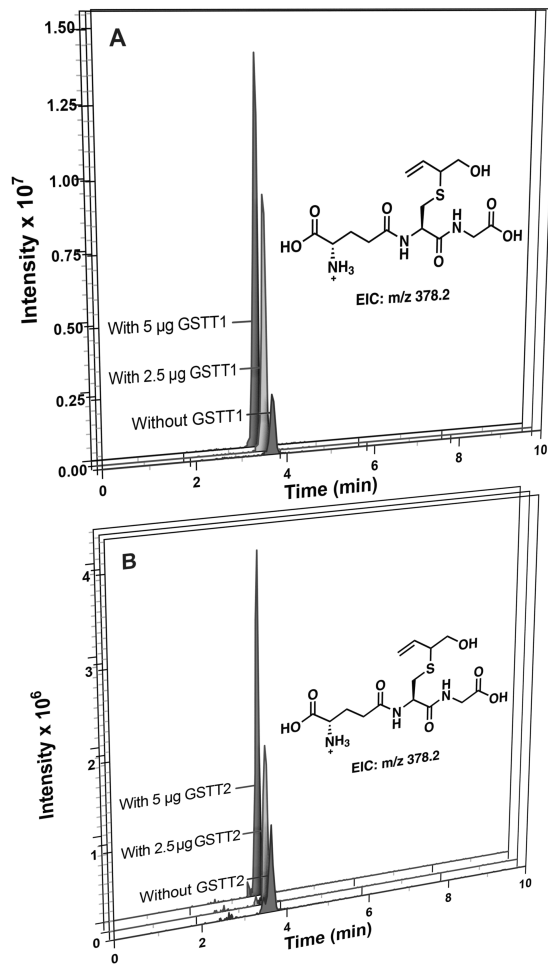 A
1.50
1.25
1.00
0.75
0.50
0.25
0.00
Intensity x 10⁷
With 5 µg GSTT1
With 2.5 µg GSTT1
Without GSTT1
OH
S
O
O
H
N
O
HO
N
H
O
OH
NH₃
+
EIC: m/z 378.2
0
2
4
6
8
10
Time (min)
B
4
3
2
1
0
Intensity x 10⁶
With 5 µg GSTT2
With 2.5 µg GSTT2
Without GSTT2
OH
S
O
O
H
N
O
HO
N
H
O
OH
NH₃
+
EIC: m/z 378.2
0
2
4
6
8
10
Time (min)